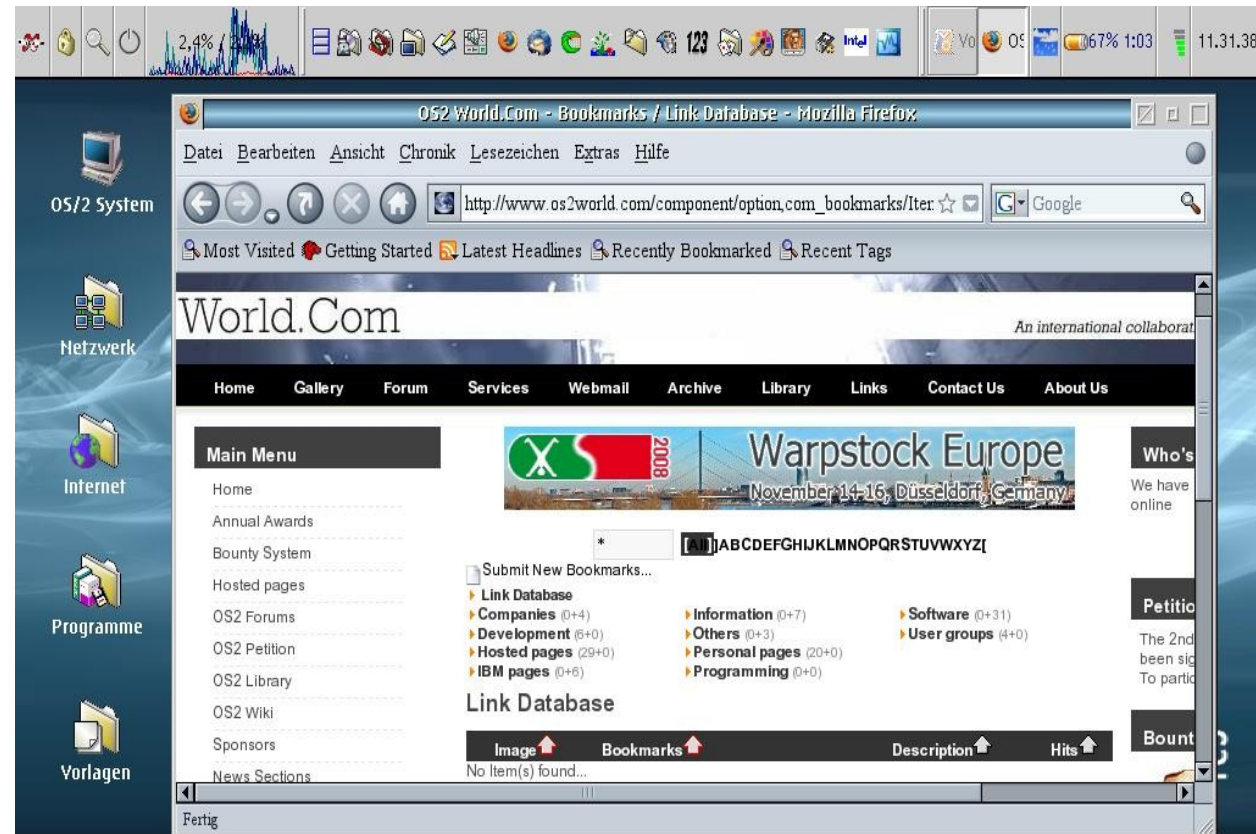 2,4% /
123
intel
Vo
OS
67% 1:03
11.31.38
OS/2 System
Netzwerk
Internet
Programme
Vorlagen
OS2 World.Com - Bookmarks / Link Database - Mozilla Firefox
Datei Bearbeiten Ansicht Chronik Lesezeichen Extras Hilfe
http://www.os2world.com/component/option,com_bookmarks/Iter
G Google
Most Visited Getting Started Latest Headlines Recently Bookmarked Recent Tags
World.Com
An international collaborat
Home Gallery Forum Services Webmail Archive Library Links Contact Us About Us
Main Menu
Home
Annual Awards
Bounty System
Hosted pages
OS2 Forums
OS2 Petition
OS2 Library
OS2 Wiki
Sponsors
News Sections
2008
Warpstock Europe
November 14-16, Düsseldorf, Germany
* [All]ABCDEFGHIJKLMNOPQRSTUVWXYZ[
Submit New Bookmarks...
Link Database
Companies (0+4) Information (0+7) Software (0+31)
Development (6+0) Others (0+3) User groups (4+0)
Hosted pages (29+0) Personal pages (20+0)
IBM pages (0+6) Programming (0+0)
Link Database
Image Bookmarks Description Hits
No Item(s) found...
Who's
We have
online
Petitio
The 2nd
been sig
To partic
Bount
Fertig